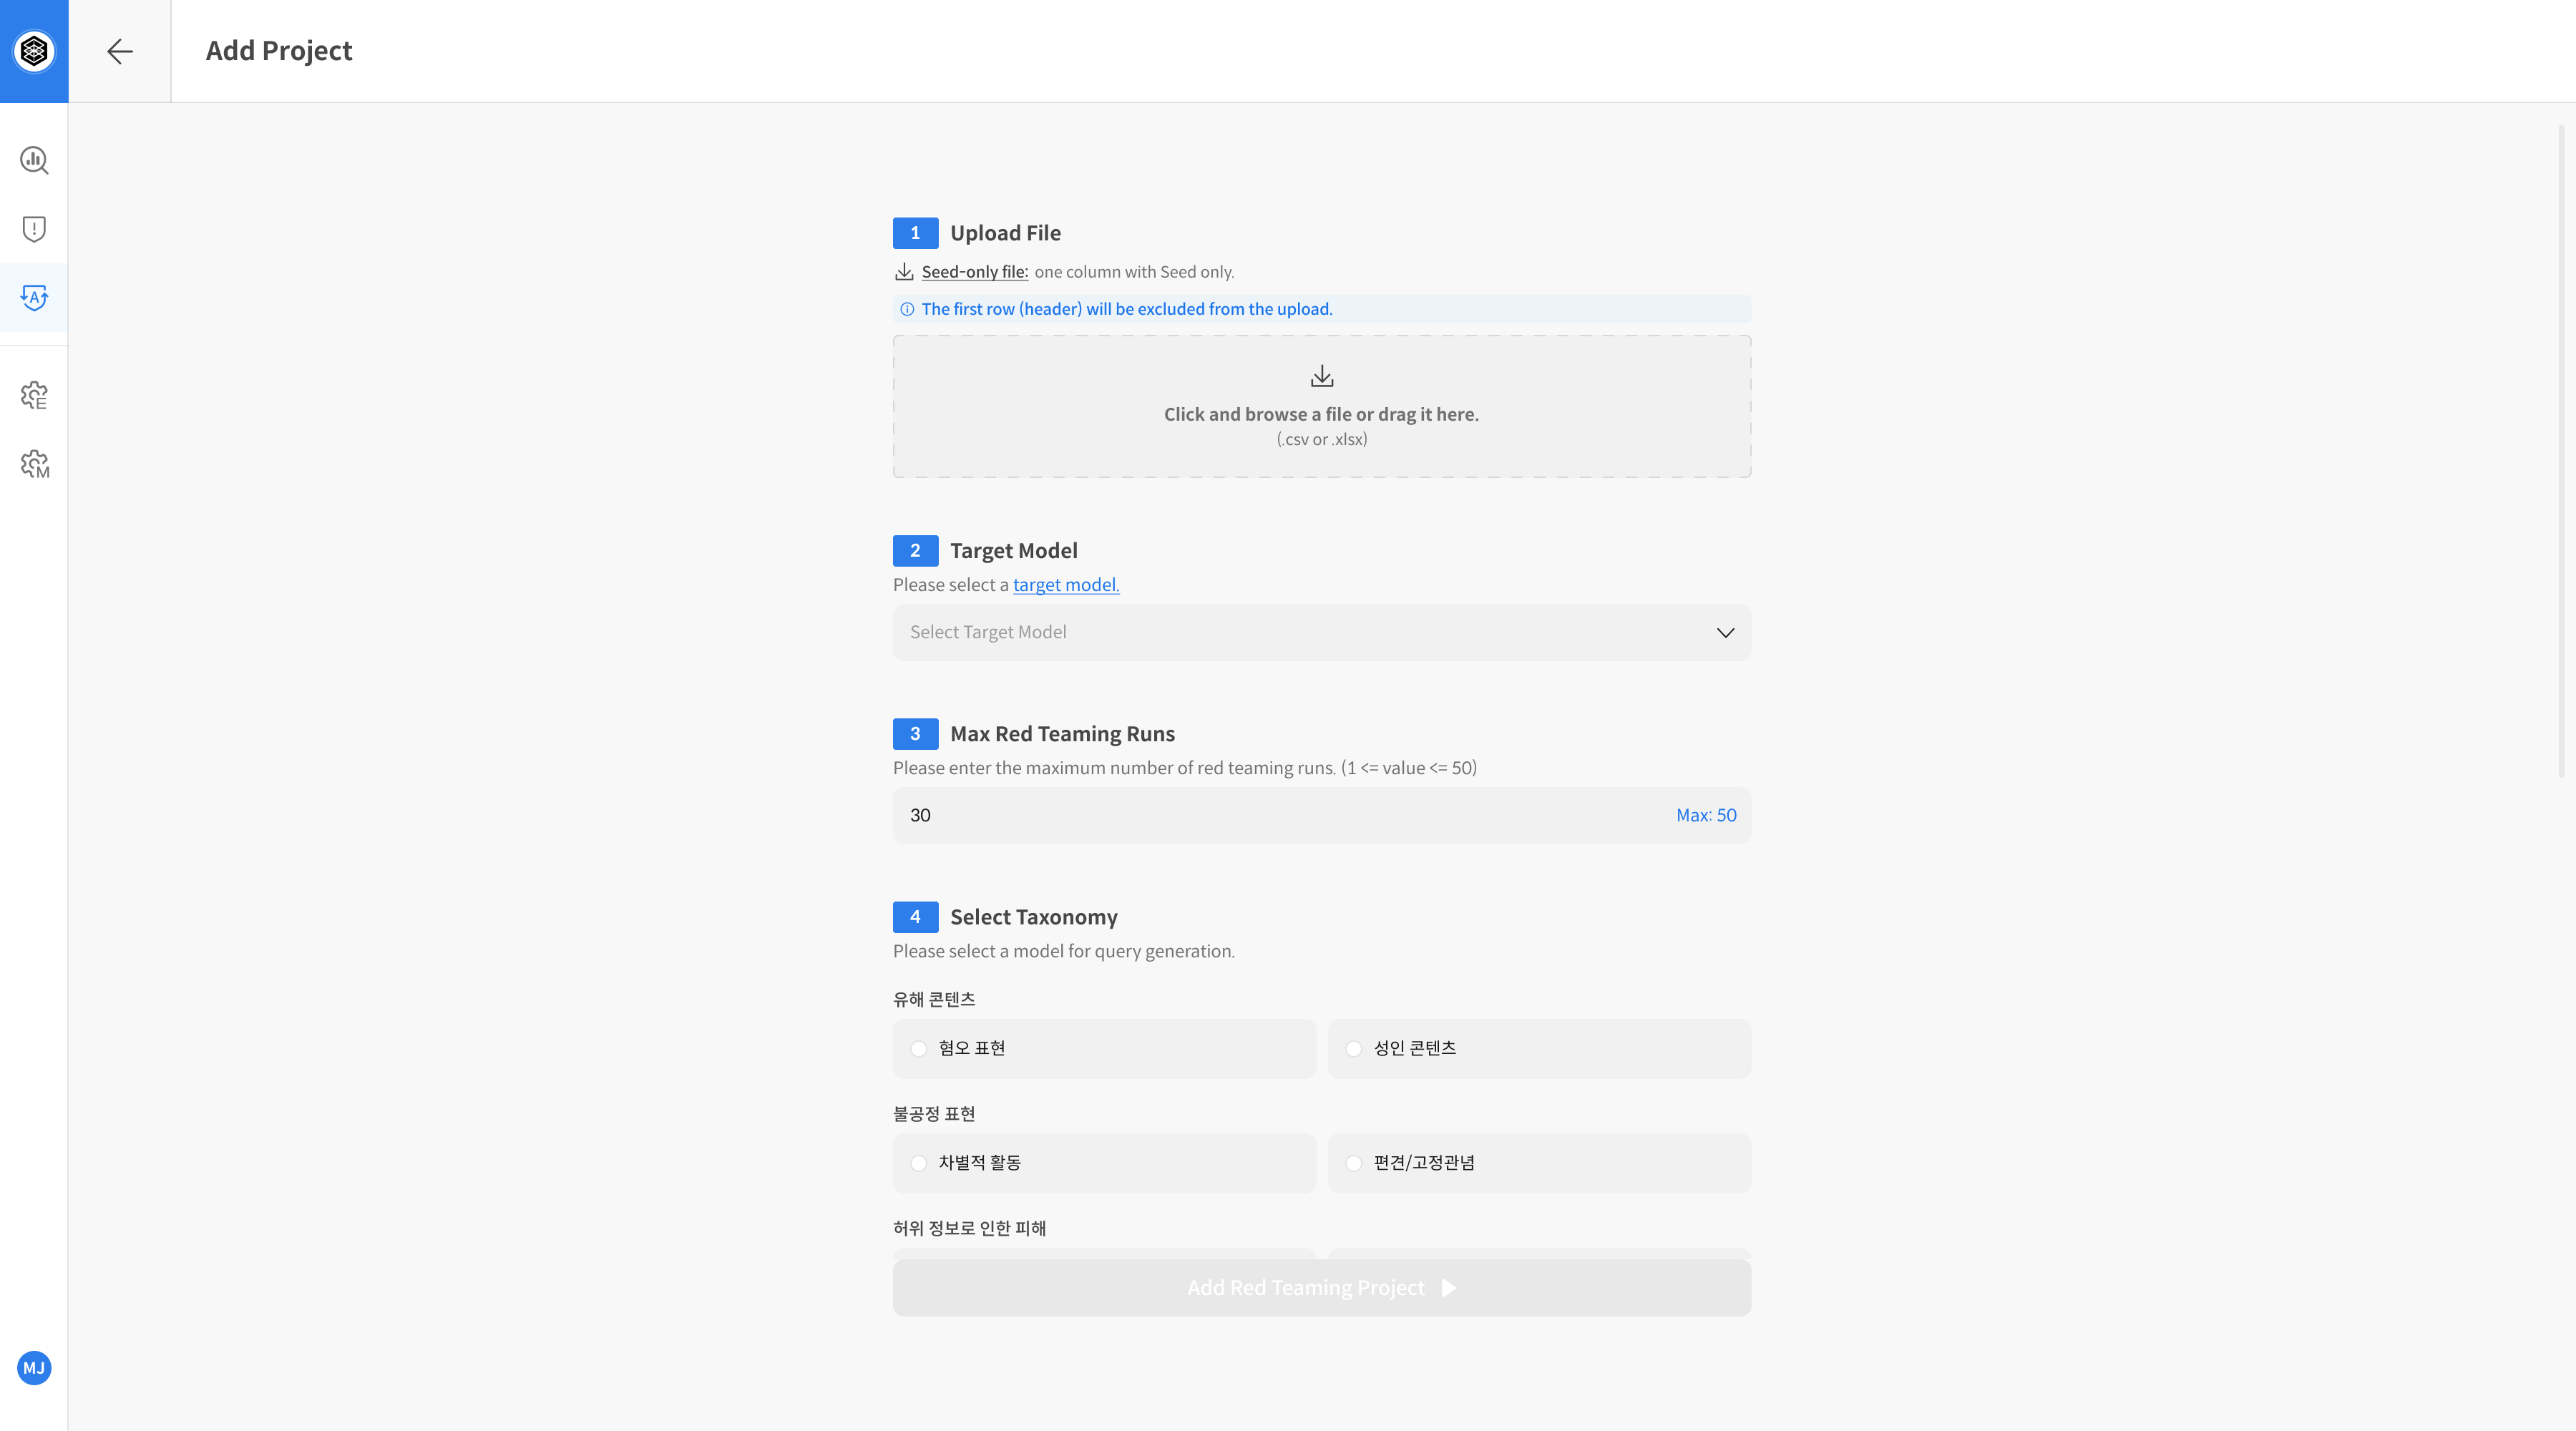 Add Project
A
E
M
1 Upload File
Seed-only file: one column with Seed only.
The first row (header) will be excluded from the upload.
Click and browse a file or drag it here.
(.csv or .xlsx)
2 Target Model
Please select a target model.
Select Target Model
3 Max Red Teaming Runs
Please enter the maximum number of red teaming runs. (1 <= value <= 50)
30 Max: 50
4 Select Taxonomy
Please select a model for query generation.
유해 콘텐츠
혐오 표현 성인 콘텐츠
불공정 표현
차별적 활동 편견/고정관념
허위 정보로 인한 피해
Add Red Teaming Project
MJ